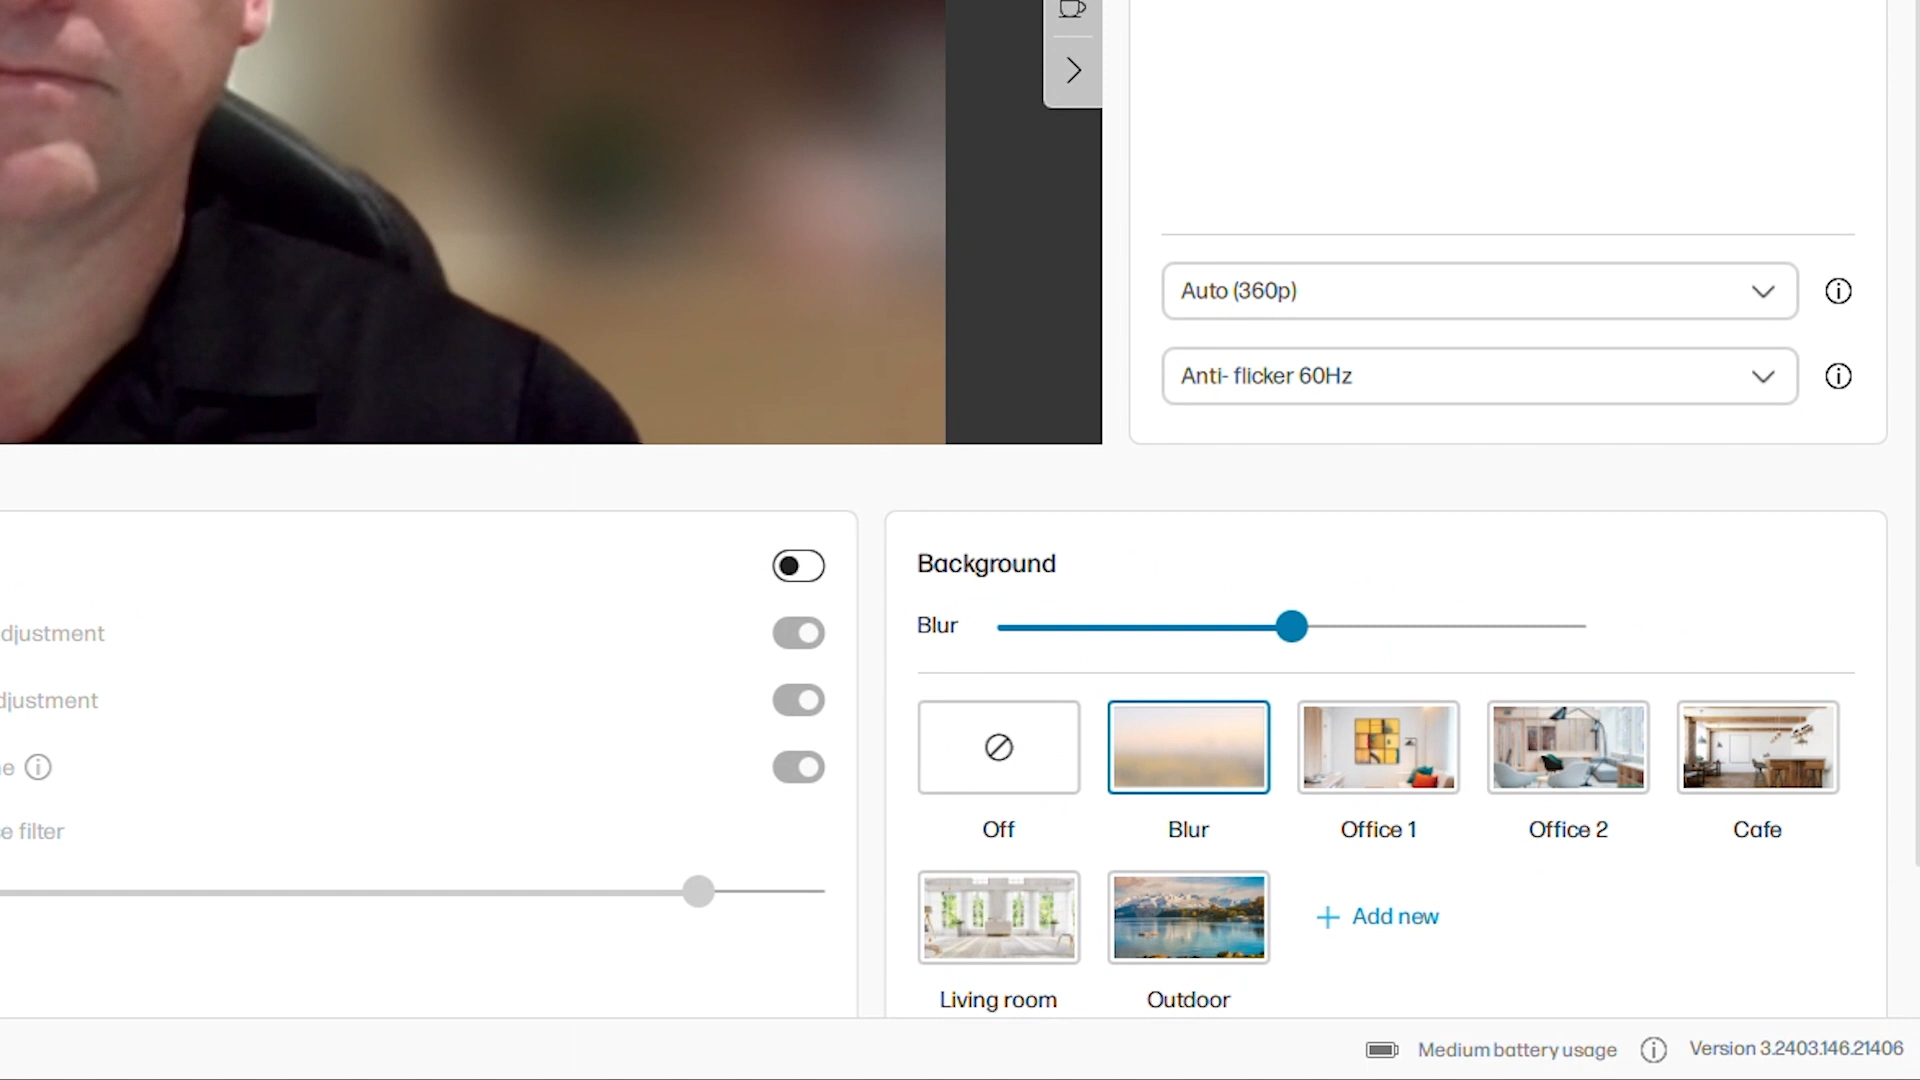 Auto (360p)
Anti- flicker 60Hz
djustment
djustment
e
e filter
Background
Blur
Off
Blur
Office 1
Office 2
Cafe
Living room
Outdoor
Add new
Medium battery usage
Version 3.2403.146.21406